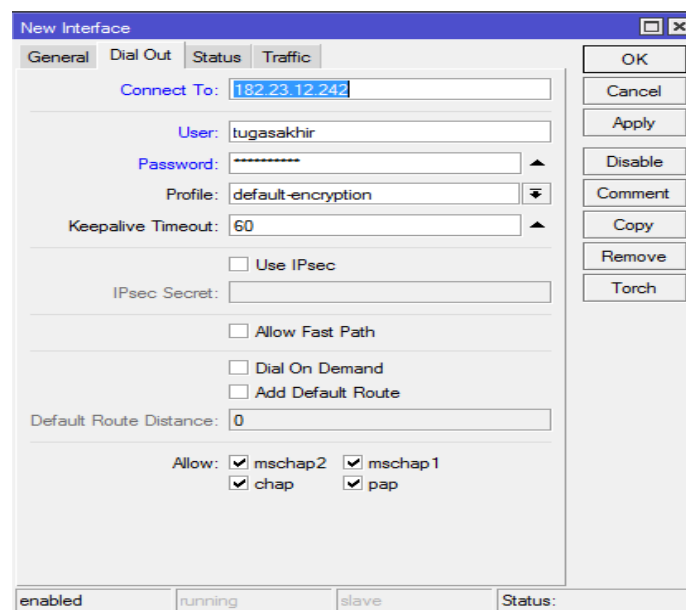 New Interface
General Dial Out Status Traffic
Connect To: 182.23.12.242
User: tugasakhir
Password: **********
Profile: default-encryption
Keepalive Timeout: 60
Use IPsec
IPsec Secret:
Allow Fast Path
Dial On Demand
Add Default Route
Default Route Distance: 0
Allow: mschap2 mschap1
chap pap
OK
Cancel
Apply
Disable
Comment
Copy
Remove
Torch
enabled running slave Status: